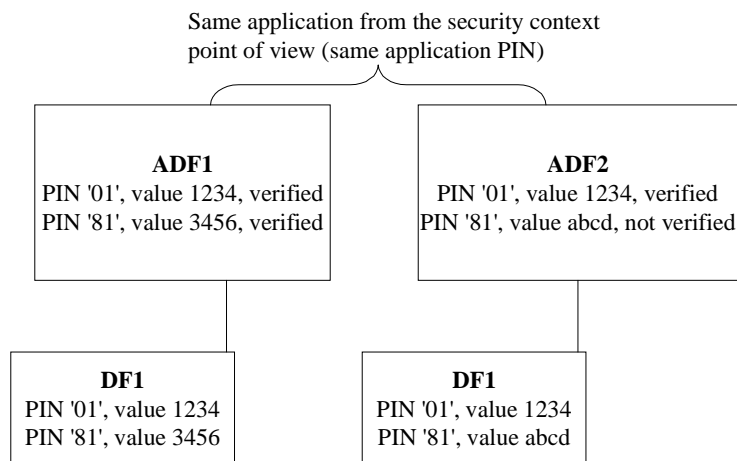 Same application from the security context
point of view (same application PIN)
ADF1
PIN '01', value 1234, verified
PIN '81', value 3456, verified
ADF2
PIN '01', value 1234, verified
PIN '81', value abcd, not verified
DF1
PIN '01', value 1234
PIN '81', value 3456
DF1
PIN '01', value 1234
PIN '81', value abcd